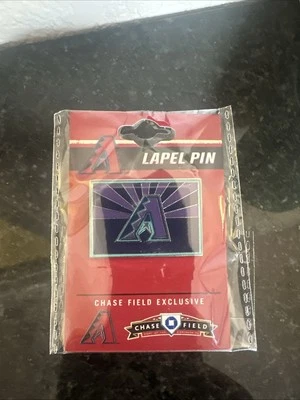 LAPEL PIN
CHASE FIELD EXCLUSIVE
CHASE FIELD